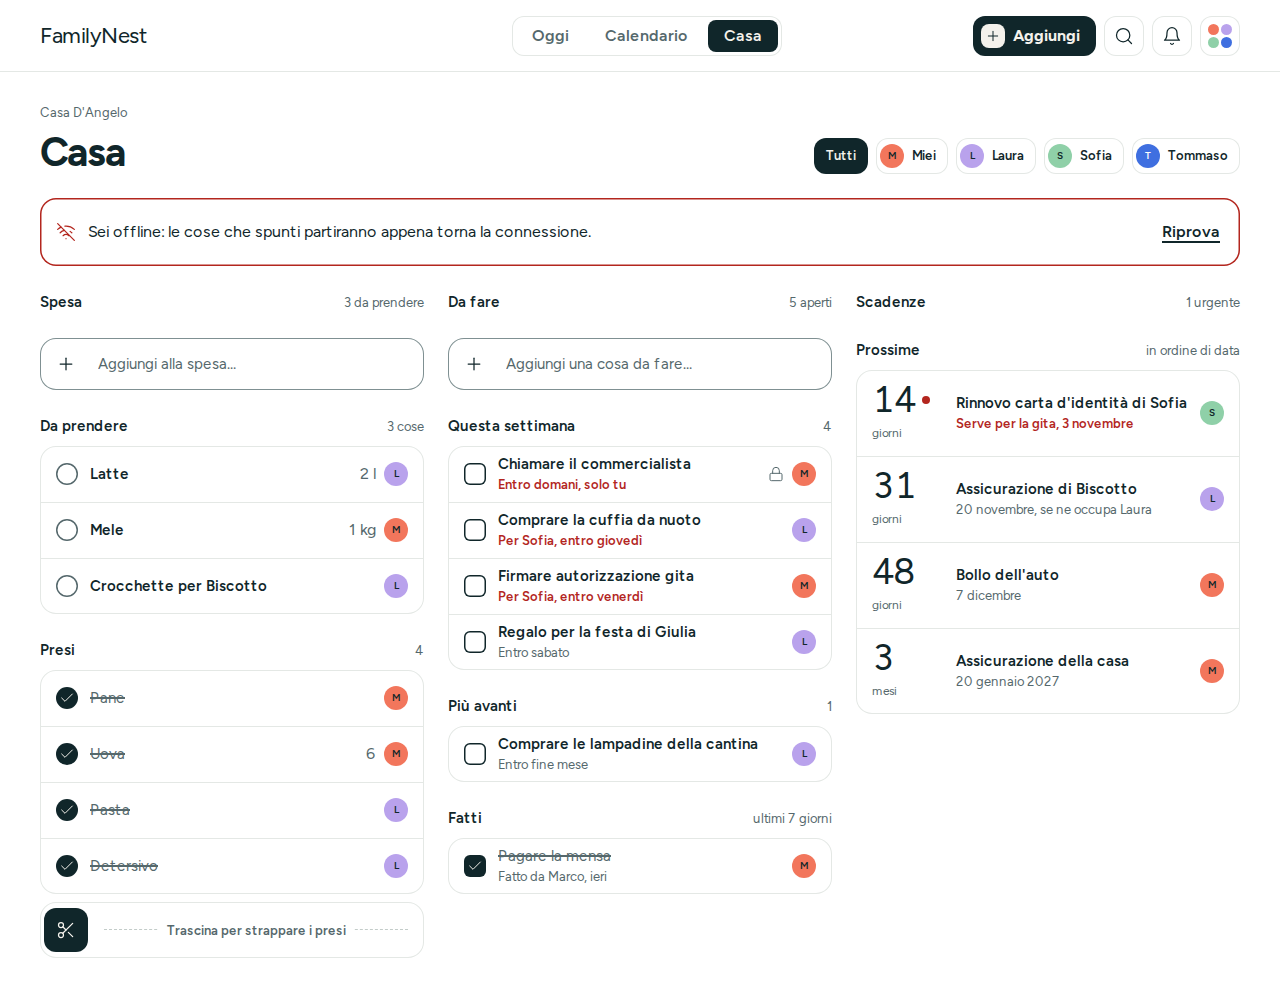 FamilyNest
Oggi
Calendario
Casa
Aggiungi
Casa D'Angelo
Casa
Tutti
M Miei
L Laura
S Sofia
T Tommaso
Sei offline: le cose che spunti partiranno appena torna la connessione.
Riprova
Spesa
3 da prendere
Aggiungi alla spesa...
Da prendere
3 cose
Latte
2 l L
Mele
1 kg M
Crocchette per Biscotto
L
Presi
4
Pane
M
Uova
6 M
Pasta
L
Detersivo
L
Trascina per strappare i presi
Da fare
5 aperti
Aggiungi una cosa da fare...
Questa settimana
4
Chiamare il commercialista
Entro domani, solo tu
M
Comprare la cuffia da nuoto
Per Sofia, entro giovedì
L
Firmare autorizzazione gita
Per Sofia, entro venerdì
M
Regalo per la festa di Giulia
Entro sabato
L
Più avanti
1
Comprare le lampadine della cantina
Entro fine mese
L
Fatti
ultimi 7 giorni
Pagare la mensa
Fatto da Marco, ieri
M
Scadenze
1 urgente
Prossime
in ordine di data
14
giorni
Rinnovo carta d'identità di Sofia
Serve per la gita, 3 novembre
S
31
giorni
Assicurazione di Biscotto
20 novembre, se ne occupa Laura
L
48
giorni
Bollo dell'auto
7 dicembre
M
3
mesi
Assicurazione della casa
20 gennaio 2027
M